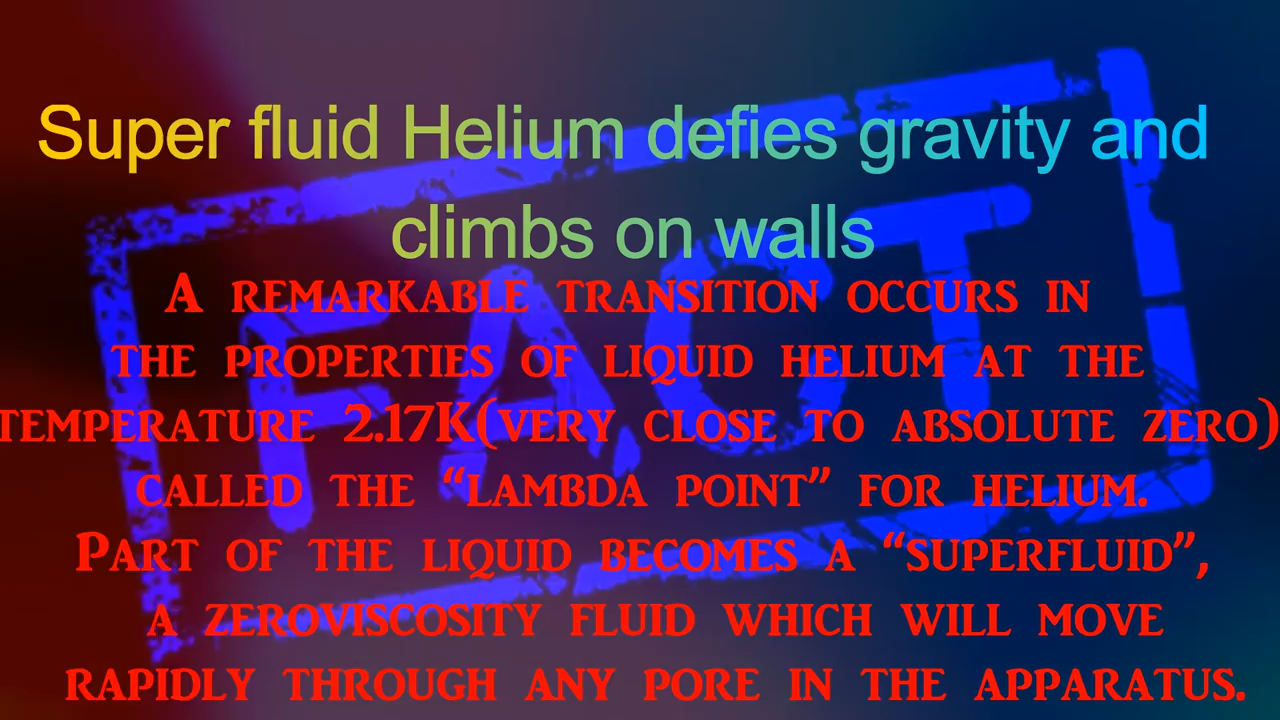 Super fluid Helium defies gravity and
climbs on walls
FACT
A REMARKABLE TRANSITION OCCURS IN
THE PROPERTIES OF LIQUID HELIUM AT THE
TEMPERATURE 2.17K(VERY CLOSE TO ABSOLUTE ZERO)
CALLED THE “LAMBDA POINT” FOR HELIUM.
PART OF THE LIQUID BECOMES A “SUPERFLUID”,
A ZEROVISCOSITY FLUID WHICH WILL MOVE
RAPIDLY THROUGH ANY PORE IN THE APPARATUS.